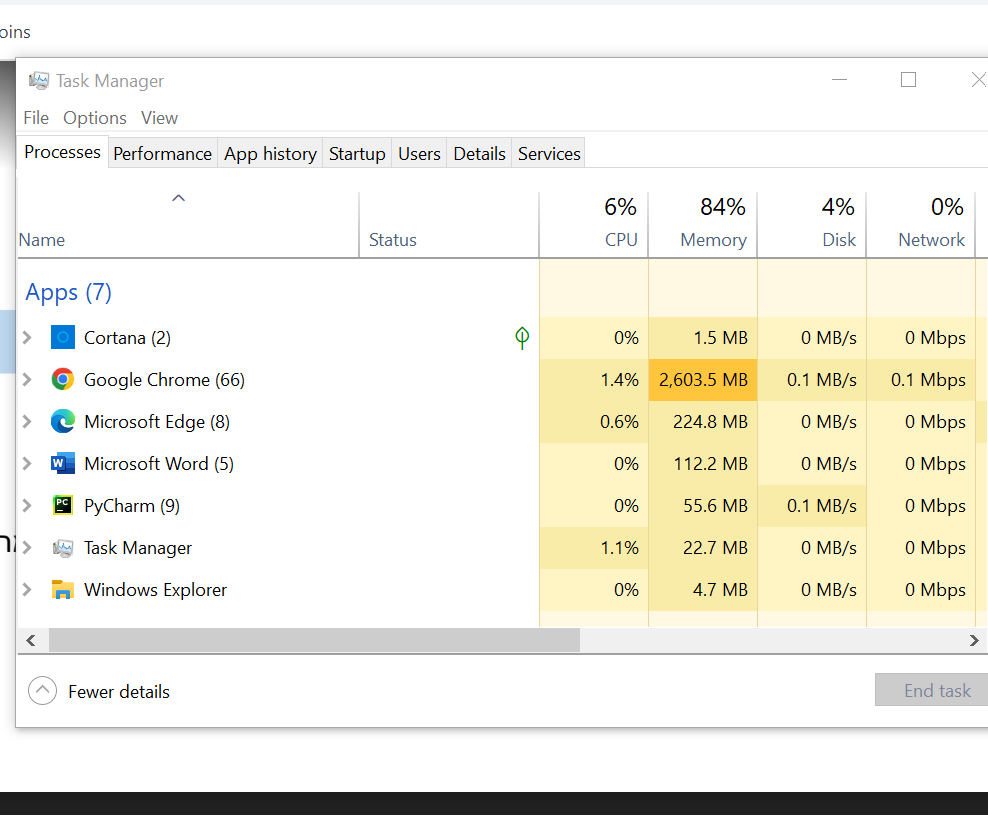 oins
Task Manager
File Options View
Processes Performance App history Startup Users Details Services
6% 84% 4% 0%
Name Status CPU Memory Disk Network
Apps (7)
Cortana (2) 0% 1.5 MB 0 MB/s 0 Mbps
Google Chrome (66) 1.4% 2,603.5 MB 0.1 MB/s 0.1 Mbps
Microsoft Edge (8) 0.6% 224.8 MB 0 MB/s 0 Mbps
W Microsoft Word (5) 0% 112.2 MB 0 MB/s 0 Mbps
PC PyCharm (9) 0% 55.6 MB 0.1 MB/s 0 Mbps
Task Manager 1.1% 22.7 MB 0 MB/s 0 Mbps
Windows Explorer 0% 4.7 MB 0 MB/s 0 Mbps
Fewer details End task